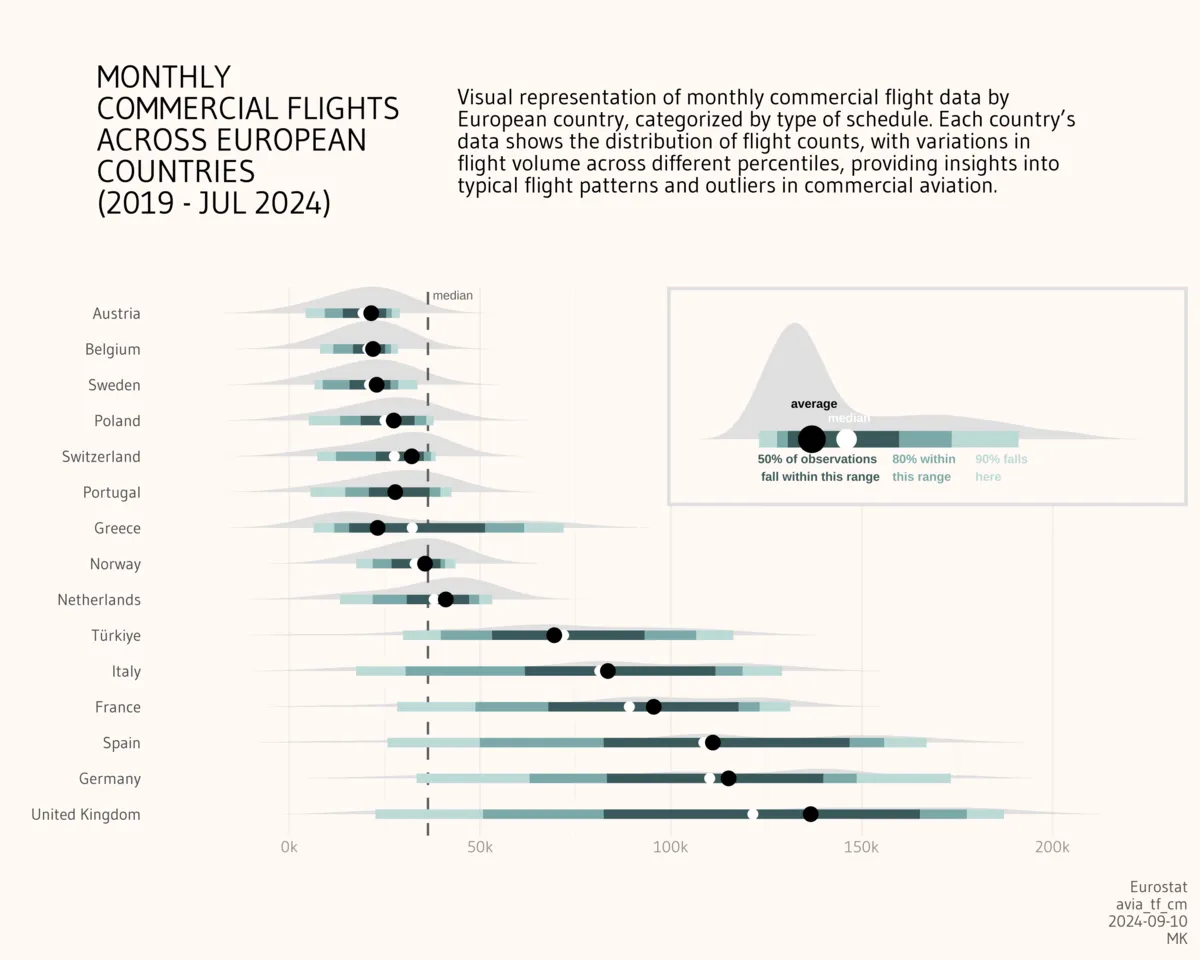 MONTHLY
COMMERCIAL FLIGHTS
ACROSS EUROPEAN
COUNTRIES
(2019 - JUL 2024)
Visual representation of monthly commercial flight data by
European country, categorized by type of schedule. Each country's
data shows the distribution of flight counts, with variations in
flight volume across different percentiles, providing insights into
typical flight patterns and outliers in commercial aviation.
median
Austria
Belgium
Sweden
Poland
Switzerland
Portugal
Greece
Norway
Netherlands
Türkiye
Italy
France
Spain
Germany
United Kingdom
average
median
50% of observations
fall within this range
80% within
this range
90% falls
here
0k
50k
100k
150k
200k
Eurostat
avia_tf_cm
2024-09-10
MK